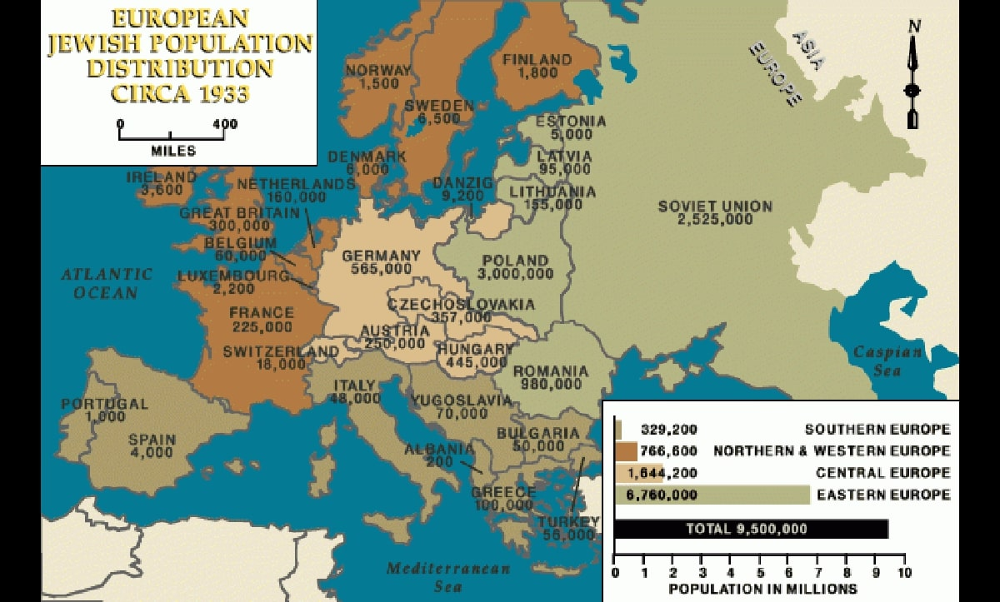 EUROPEAN
JEWISH POPULATION
DISTRIBUTION
CIRCA 1933
0 400
MILES
N
ASIA
EUROPE
NORWAY
1,500
SWEDEN
6,500
FINLAND
1,800
ESTONIA
5,000
LATVIA
95,000
LITHUANIA
155,000
DENMARK
6,000
DANZIG
9,200
IRELAND
3,600
NETHERLANDS
160,000
GREAT BRITAIN
300,000
BELGIUM
60,000
LUXEMBOURG
2,200
SOVIET UNION
2,525,000
GERMANY
565,000
POLAND
3,000,000
ATLANTIC
OCEAN
CZECHOSLOVAKIA
357,000
FRANCE
225,000
AUSTRIA
250,000
SWITZERLAND
18,000
HUNGARY
445,000
ROMANIA
980,000
Caspian
Sea
ITALY
48,000
YUGOSLAVIA
70,000
PORTUGAL
1,000
SPAIN
4,000
BULGARIA
50,000
ALBANIA
200
GREECE
100,000
TURKEY
56,000
Mediterranean
Sea
329,200 SOUTHERN EUROPE
766,600 NORTHERN & WESTERN EUROPE
1,644,200 CENTRAL EUROPE
6,760,000 EASTERN EUROPE
TOTAL 9,500,000
0 1 2 3 4 5 6 7 8 9 10
POPULATION IN MILLIONS